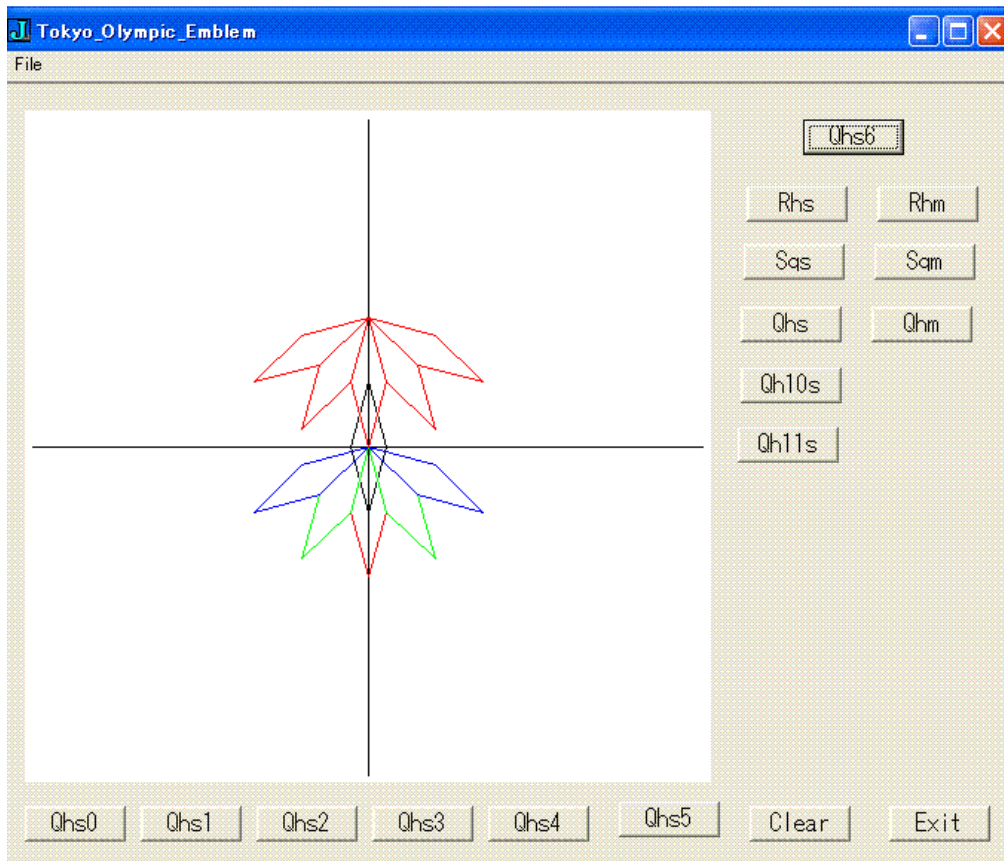 J Tokyo_Olympic_Emblem
File
Qhs6
Rhs Rhm
Sqs Sqm
Qhs Qhm
Qh10s
Qh11s
Qhs0 Qhs1 Qhs2 Qhs3 Qhs4 Qhs5 Clear Exit